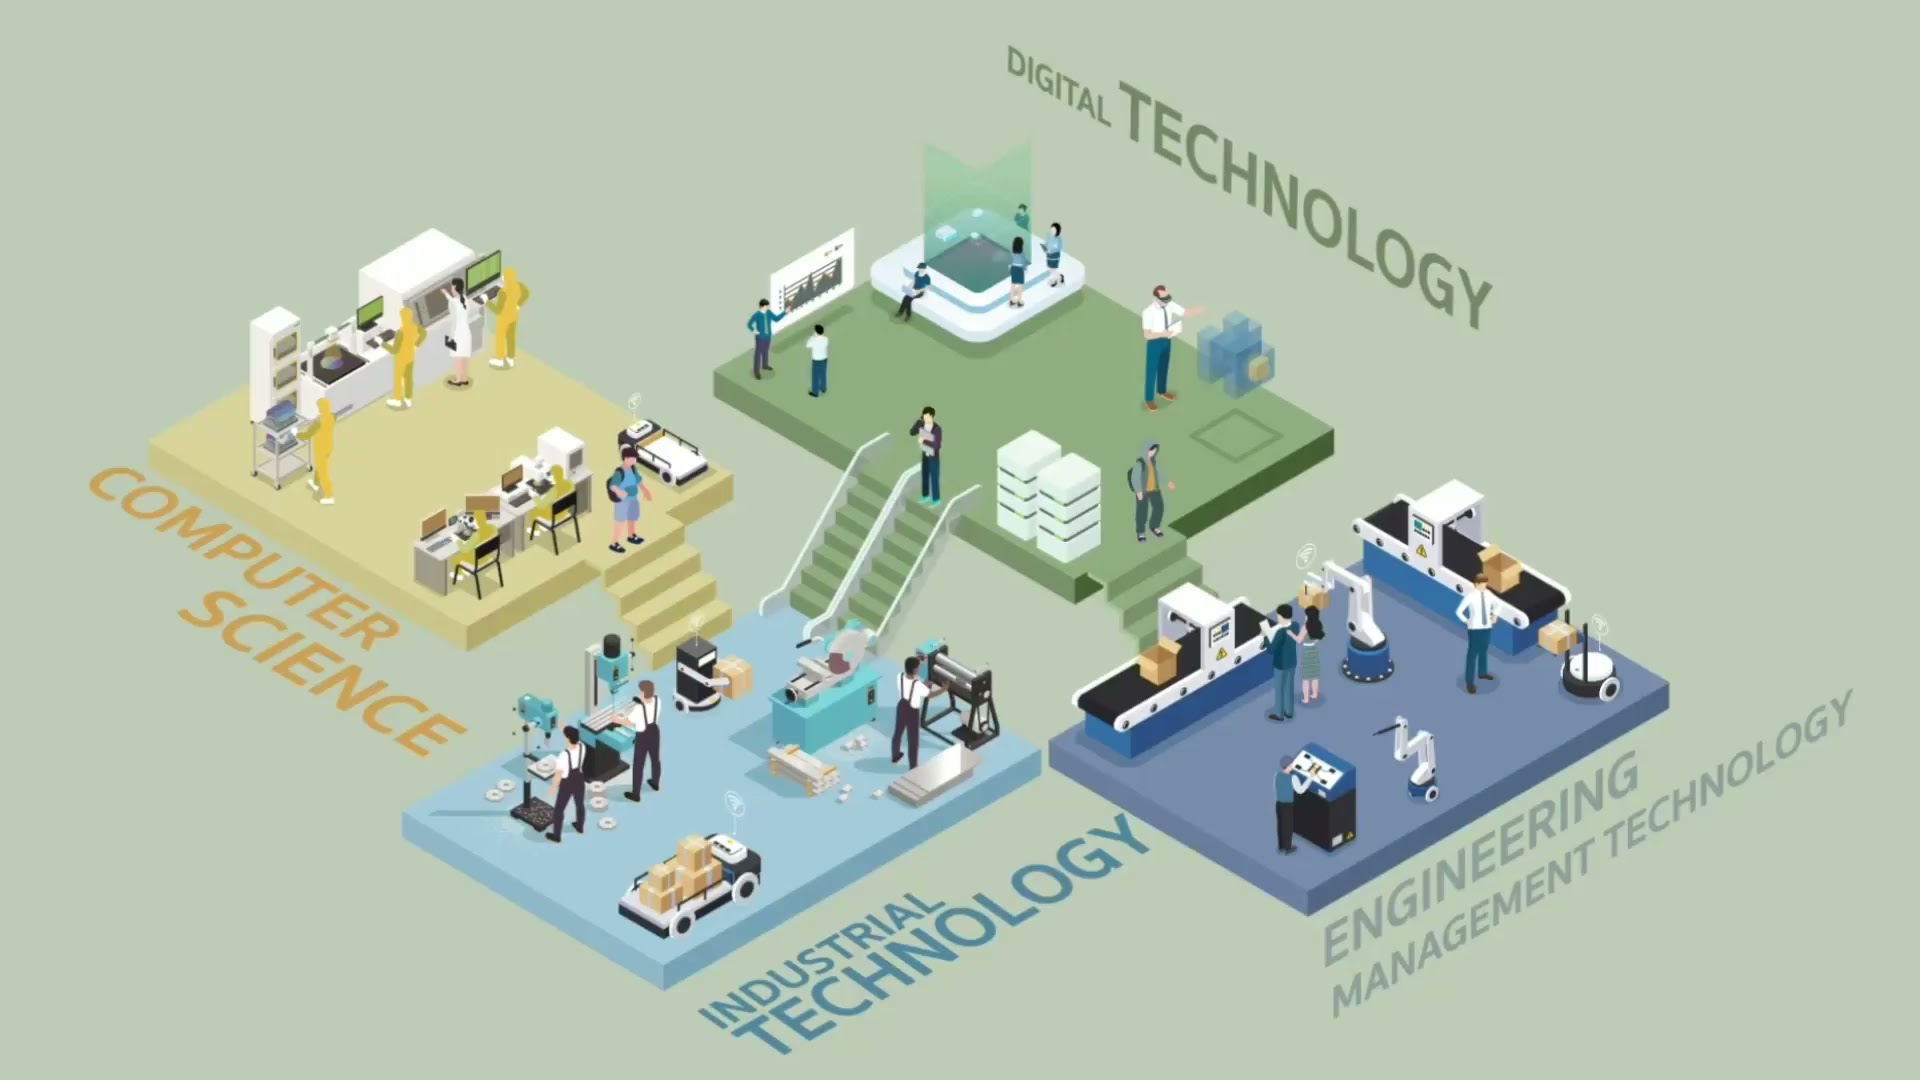 DIGITAL TECHNOLOGY
COMPUTER
SCIENCE
INDUSTRIAL
TECHNOLOGY
ENGINEERING
MANAGEMENT TECHNOLOGY